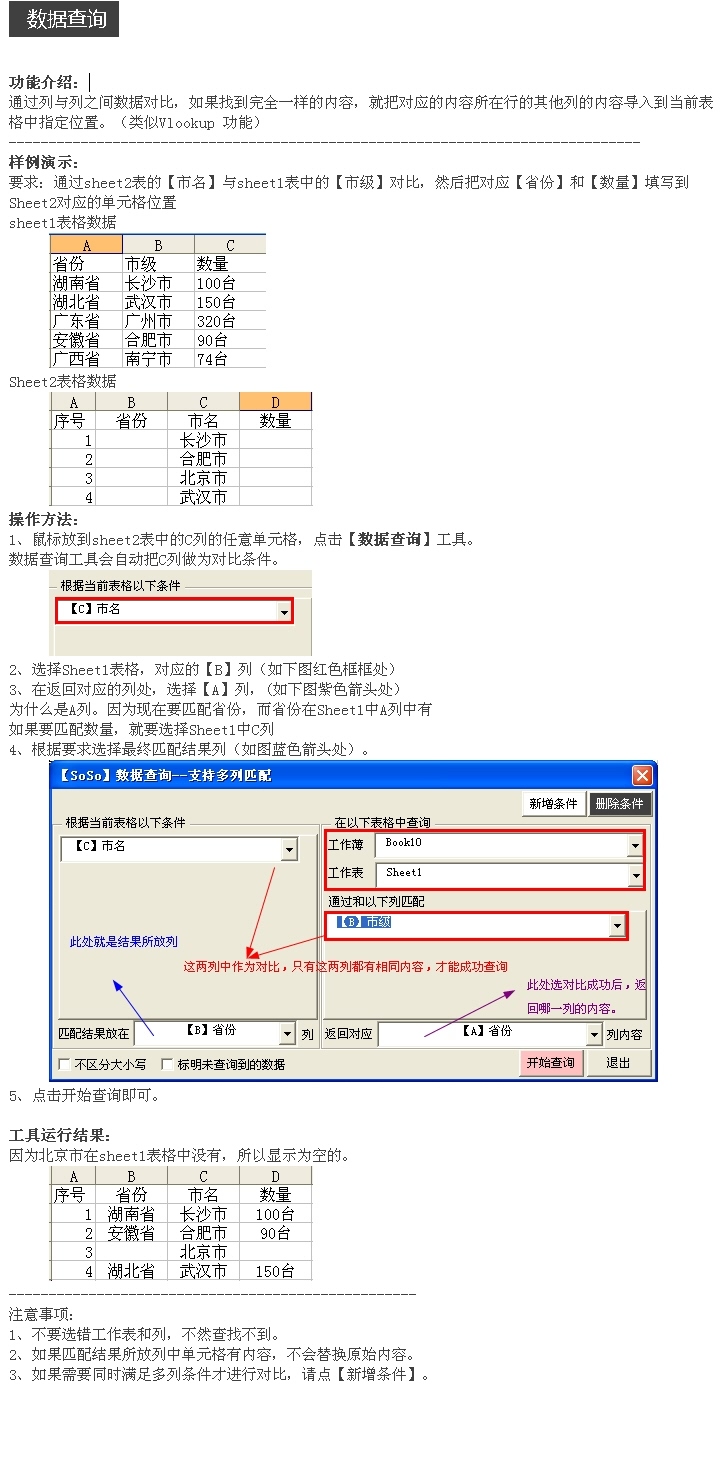 数据查询
功能介绍：
通过列与列之间数据对比，如果找到完全一样的内容，就把对应的内容所在行的其他列的内容导入到当前表
格中指定位置。（类似Vlookup 功能）
----------------------------------------------------------------------
样例演示：
要求：通过sheet2表的【市名】与sheet1表中的【市级】对比，然后把对应【省份】和【数量】填写到
Sheet2对应的单元格位置
sheet1表格数据
A B C
省份 市级 数量
湖南省 长沙市 100台
湖北省 武汉市 150台
广东省 广州市 320台
安徽省 合肥市 90台
广西省 南宁市 74台
Sheet2表格数据
A B C D
序号 省份 市名 数量
1 长沙市
2 合肥市
3 北京市
4 武汉市
操作方法：
1、鼠标放到sheet2表中的C列的任意单元格，点击【数据查询】工具。
数据查询工具会自动把C列做为对比条件。
根据当前表格以下条件
【C】市名
2、选择Sheet1表格，对应的【B】列（如下图红色框框处）
3、在返回对应的列处，选择【A】列，(如下图紫色箭头处）
为什么是A列。因为现在要匹配省份，而省份在Sheet1中A列中有
如果要匹配数量，就要选择Sheet1中C列
4、根据要求选择最终匹配结果列（如图蓝色箭头处）。
【SoSo】数据查询--支持多列匹配
新增条件 删除条件
根据当前表格以下条件 在以下表格中查询
【C】市名 工作薄 Book10
工作表 Sheet1
通过和以下列匹配
【B】市级
此处就是结果所放列
这两列中作为对比，只有这两列都有相同内容，才能成功查询
此处选对比成功后，返
回哪一列的内容。
匹配结果放在 【B】省份 列 返回对应 【A】省份 列内容
不区分大小写 标明未查询到的数据 开始查询 退出
5、点击开始查询即可。
工具运行结果：
因为北京市在sheet1表格中没有，所以显示为空的。
A B C D
序号 省份 市名 数量
1 湖南省 长沙市 100台
2 安徽省 合肥市 90台
3 北京市
4 湖北省 武汉市 150台
---------------------------------------------
注意事项：
1、不要选错工作表和列，不然查找不到。
2、如果匹配结果所放列中单元格有内容，不会替换原始内容。
3、如果需要同时满足多列条件才进行对比，请点【新增条件】。